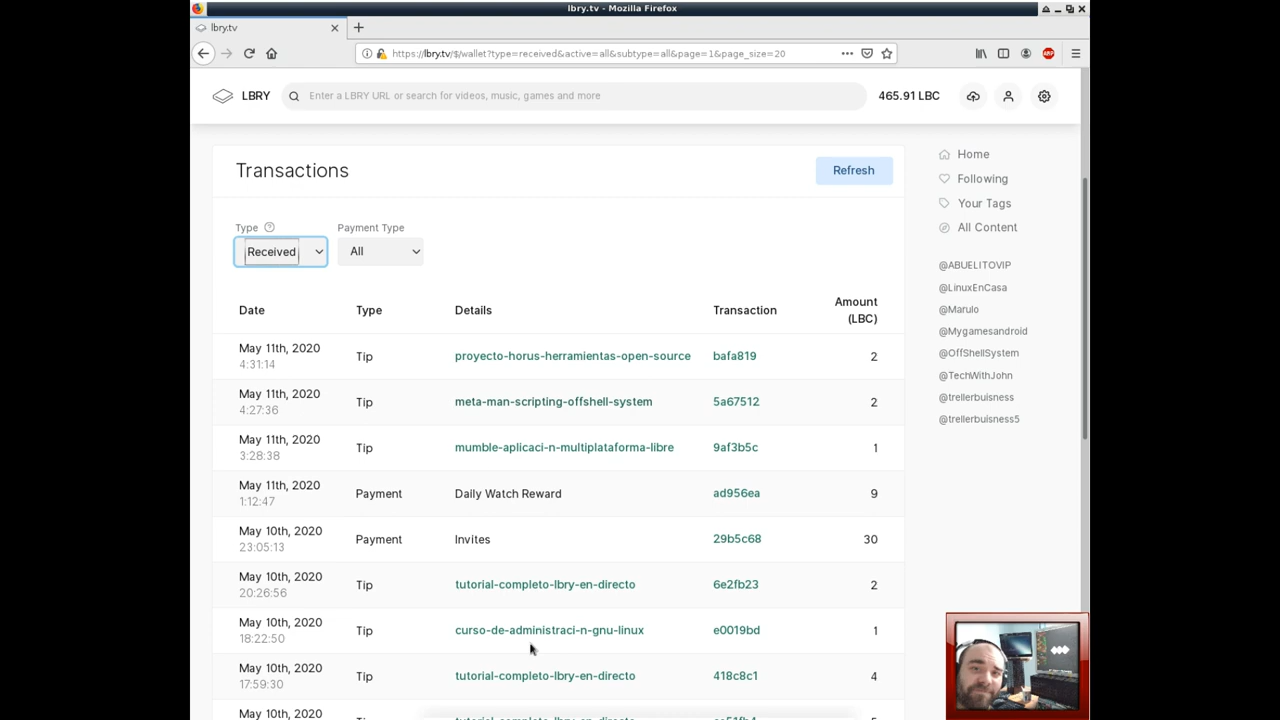 lbry.tv - Mozilla Firefox
lbry.tv
https://lbry.tv/$/wallet?type=received&active=all&subtype=all&page=1&page_size=20
ABP
LBRY
Enter a LBRY URL or search for videos, music, games and more
465.91 LBC
Transactions
Refresh
Type
Payment Type
Received
All
Date Type Details Transaction Amount (LBC)
May 11th, 2020 4:31:14 Tip proyecto-horus-herramientas-open-source bafa819 2
May 11th, 2020 4:27:36 Tip meta-man-scripting-offshell-system 5a67512 2
May 11th, 2020 3:28:38 Tip mumble-aplicaci-n-multiplataforma-libre 9af3b5c 1
May 11th, 2020 1:12:47 Payment Daily Watch Reward ad956ea 9
May 10th, 2020 23:05:13 Payment Invites 29b5c68 30
May 10th, 2020 20:26:56 Tip tutorial-completo-lbry-en-directo 6e2fb23 2
May 10th, 2020 18:22:50 Tip curso-de-administraci-n-gnu-linux e0019bd 1
May 10th, 2020 17:59:30 Tip tutorial-completo-lbry-en-directo 418c8c1 4
May 10th, 2020
Home
Following
Your Tags
All Content
@ABUELITOVIP
@LinuxEnCasa
@Marulo
@Mygamesandroid
@OffShellSystem
@TechWithJohn
@trellerbuisness
@trellerbuisness5